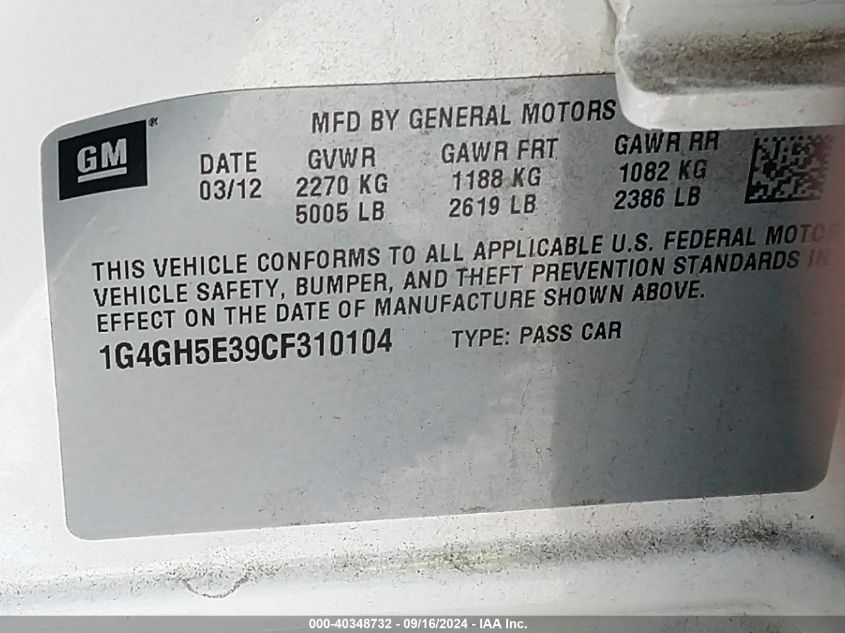 MFD BY GENERAL MOTORS
GM ®
DATE GVWR GAWR FRT GAWR RR
03/12 2270 KG 1188 KG 1082 KG
5005 LB 2619 LB 2386 LB
THIS VEHICLE CONFORMS TO ALL APPLICABLE U.S. FEDERAL MOTOR
VEHICLE SAFETY, BUMPER, AND THEFT PREVENTION STANDARDS IN
EFFECT ON THE DATE OF MANUFACTURE SHOWN ABOVE.
1G4GH5E39CF310104 TYPE: PASS CAR
000-40348732 - 09/16/2024 - IAA Inc.